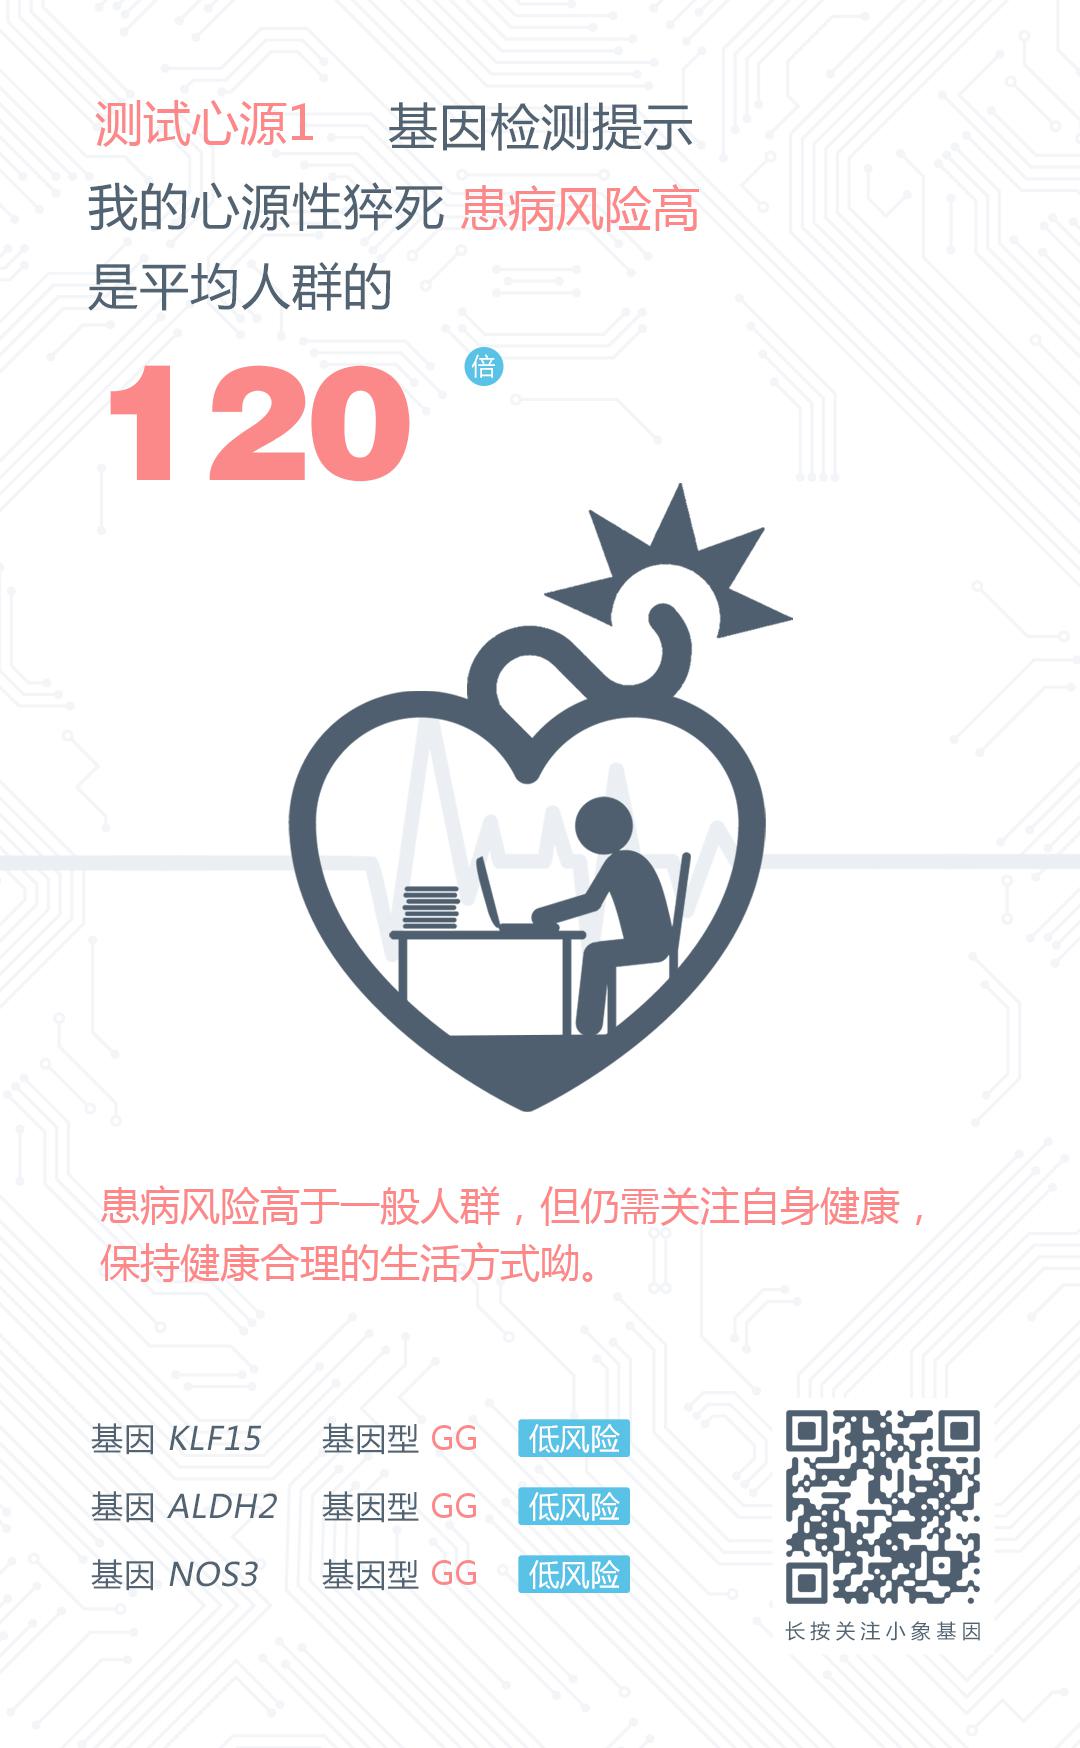 测试心源1 基因检测提示
我的心源性猝死 患病风险高
是平均人群的
120 倍
患病风险高于一般人群，但仍需关注自身健康，
保持健康合理的生活方式呦。
基因 KLF15 基因型 GG 低风险
基因 ALDH2 基因型 GG 低风险
基因 NOS3 基因型 GG 低风险
长按关注小象基因